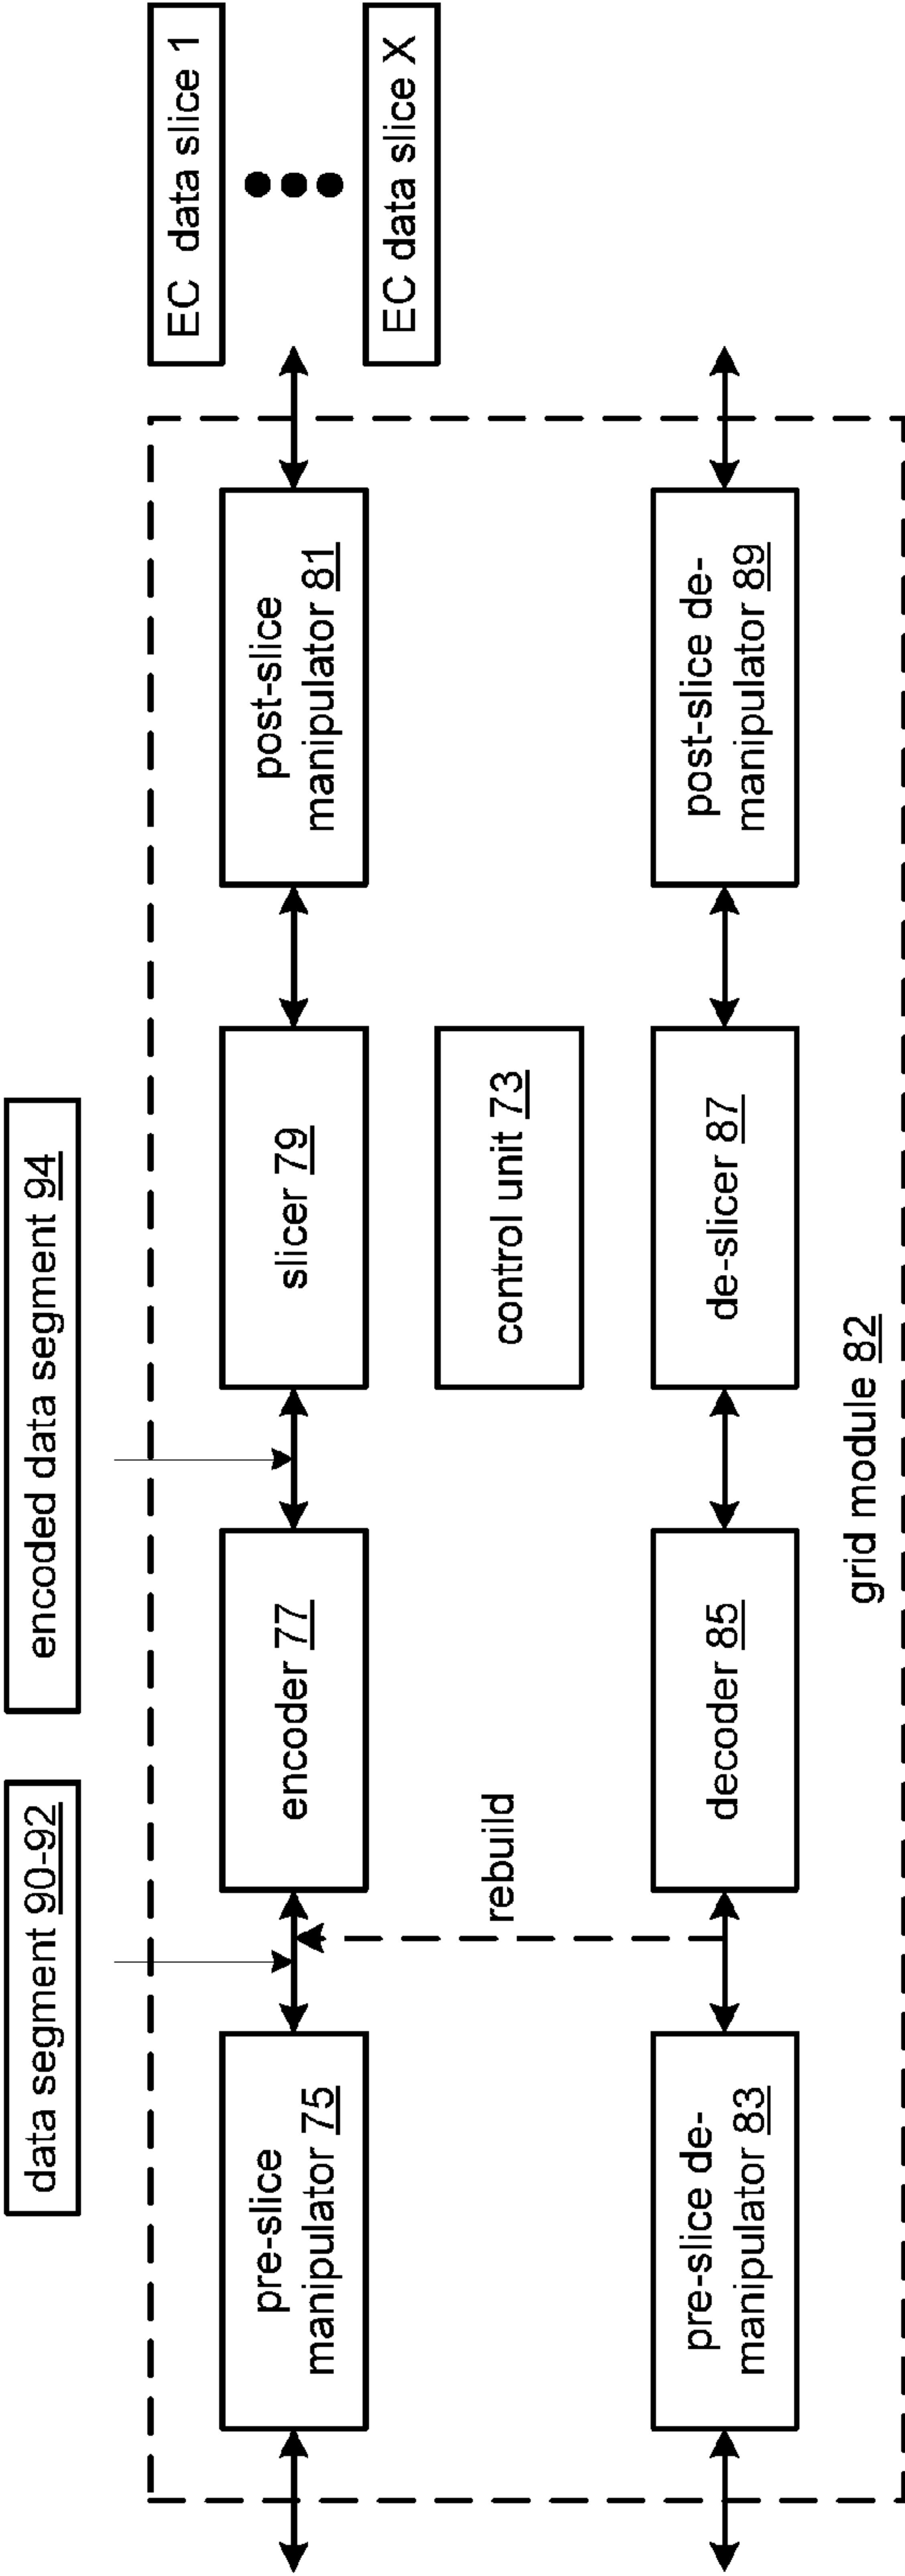 data segment 90-92
encoded data segment 94
EC data slice 1
EC data slice X
pre-slice
manipulator 75
encoder 77
slicer 79
post-slice
manipulator 81
rebuild
control unit 73
pre-slice de-
manipulator 83
decoder 85
de-slicer 87
post-slice de-
manipulator 89
grid module 82